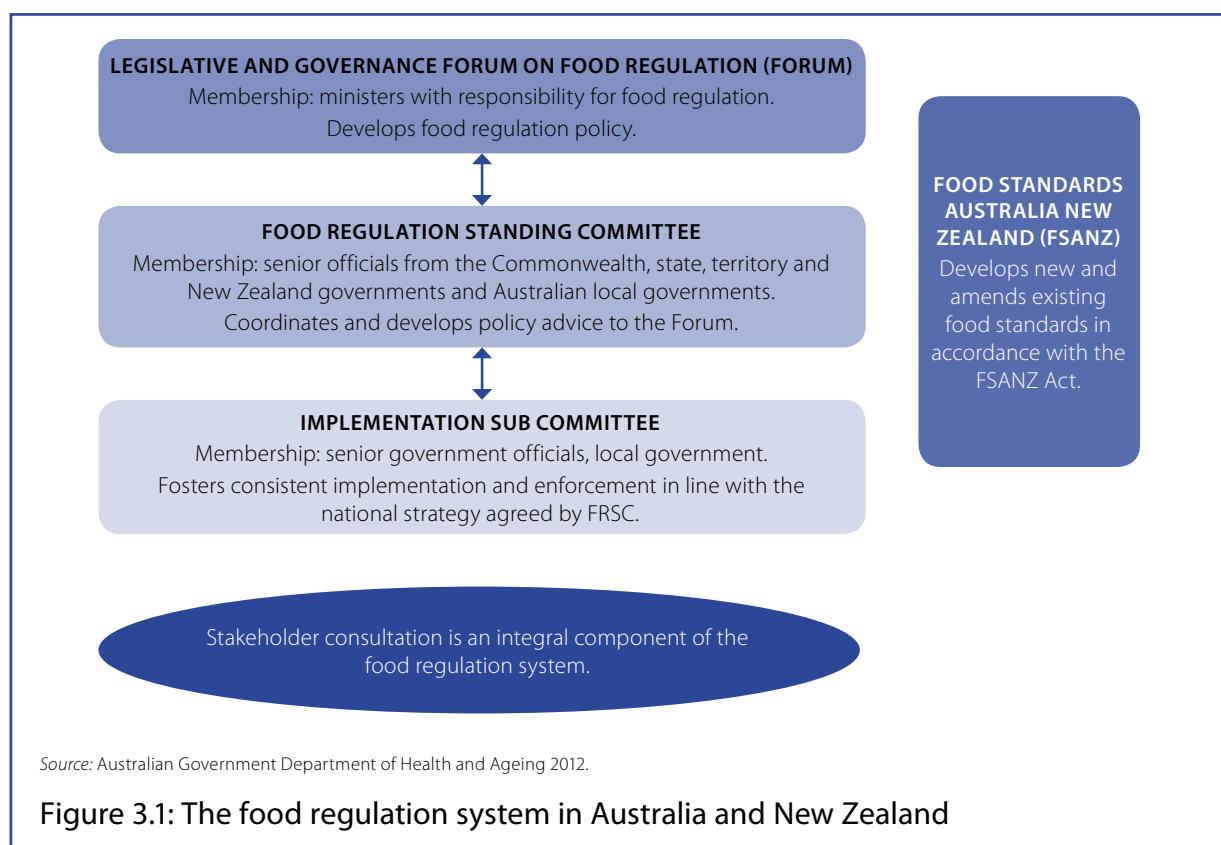 LEGISLATIVE AND GOVERNANCE FORUM ON FOOD REGULATION (FORUM)
Membership: ministers with responsibility for food regulation.
Develops food regulation policy.
FOOD REGULATION STANDING COMMITTEE
Membership: senior officials from the Commonwealth, state, territory and
New Zealand governments and Australian local governments.
Coordinates and develops policy advice to the Forum.
IMPLEMENTATION SUB COMMITTEE
Membership: senior government officials, local government.
Fosters consistent implementation and enforcement in line with the
national strategy agreed by FRSC.
FOOD STANDARDS
AUSTRALIA NEW
ZEALAND (FSANZ)
Develops new and
amends existing
food standards in
accordance with the
FSANZ Act.
Stakeholder consultation is an integral component of the
food regulation system.
Source: Australian Government Department of Health and Ageing 2012.
Figure 3.1: The food regulation system in Australia and New Zealand